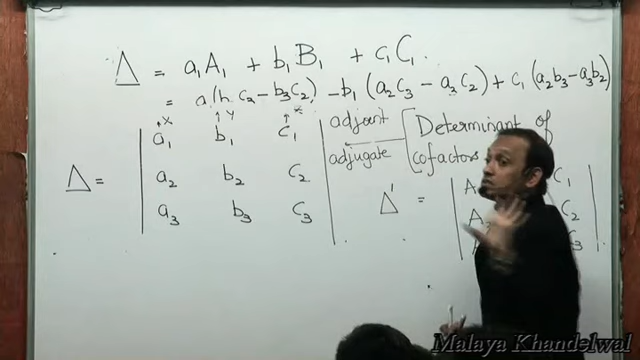 Δ = a₁A₁ + b₁B₁ + c₁C₁.
= a₁(b₂c₃ - b₃c₂) - b₁(a₂c₃ - a₃c₂) + c₁(a₂b₃ - a₃b₂)
x y z
a₁ b₁ c₁
Δ = a₂ b₂ c₂
a₃ b₃ c₃
adjoint
adjugate
Determinant of
cofactors
Δ' =
A C₁
A C₂
3
Malaya Khandelwal